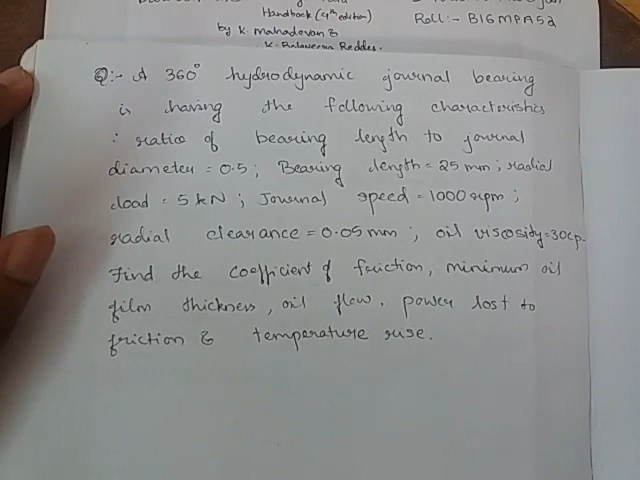 Handbook (4th edition) Roll:- B16MPA52
by K. Mahadevan &
K. Balaveera Reddy.
Q:- A 360° hydrodynamic journal bearing
is having the following characteristics
: ratio of bearing length to journal
diameter = 0.5; Bearing length = 25 mm; radial
load = 5 kN; Journal speed = 1000 rpm;
radial clearance = 0.05 mm; oil viscosity = 30cp.
Find the coefficient of friction, minimum oil
film thickness, oil flow. power lost to
friction & temperature rise.